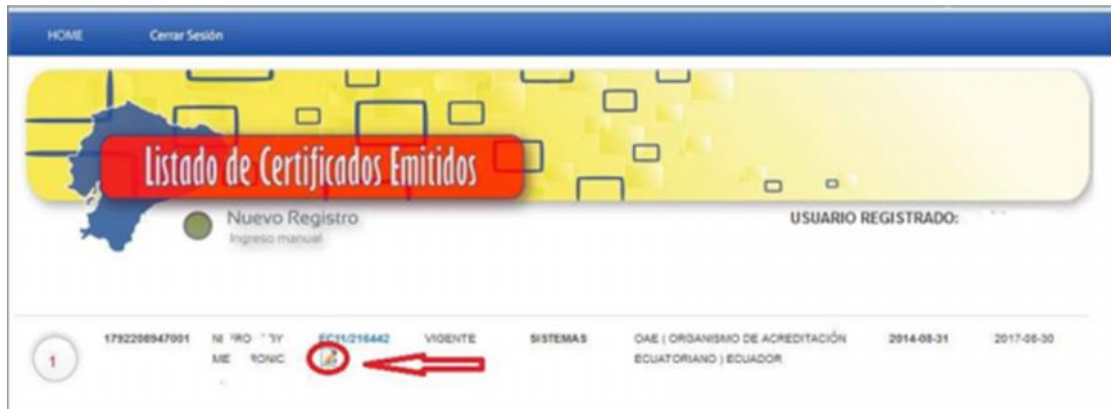 HOME Cerrar Sesión
Listado de Certificados Emitidos
Nuevo Registro
Ingreso manual
USUARIO REGISTRADO:
1 1792208947001 EC11/216442 VIGENTE SISTEMAS OAE ( ORGANISMO DE ACREDITACIÓN 2014-08-31 2017-08-30
ECUATORIANO ) ECUADOR